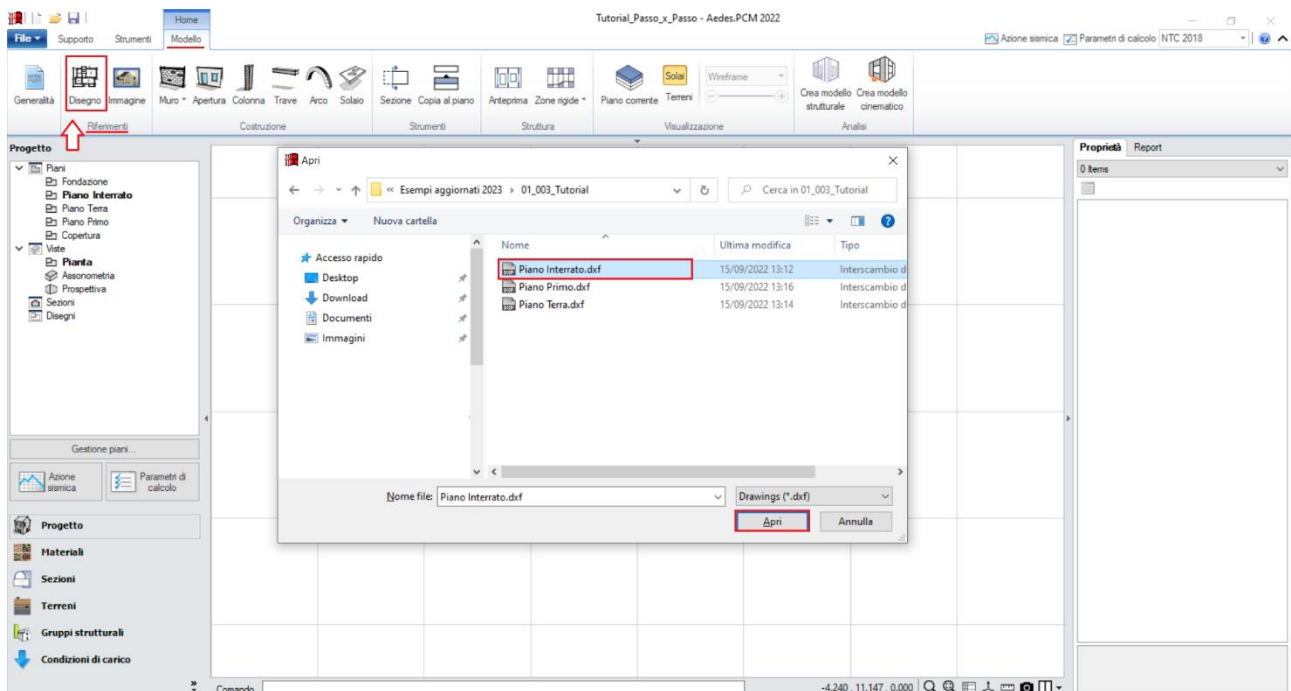 Tutorial_Passo_x_Passo - Aedes.PCM 2022
Home
File Supporto Strumenti Modello
Azione sismica Parametri di calcolo NTC 2018
Generalità Disegno Immagine Muro Apertura Colonna Trave Arco Solaio Sezione Copia al piano Anteprima Zone rigide Piano corrente Solai Terreni Wireframe Crea modello strutturale Crea modello cinematico
Riferimenti Costruzione Strumenti Struttura Visualizzazione Analisi
Progetto
Piani
Fondazione
Piano Interrato
Piano Terra
Piano Primo
Copertura
Viste
Pianta
Assonometria
Prospettiva
Sezioni
Disegni
Gestione piani...
Azione sismica
Parametri di calcolo
Progetto
Materiali
Sezioni
Terreni
Gruppi strutturali
Condizioni di carico
Apri
« Esempi aggiornati 2023 › 01_003_Tutorial
Cerca in 01_003_Tutorial
Organizza Nuova cartella
Accesso rapido
Desktop
Download
Documenti
Immagini
Nome Ultima modifica Tipo
Piano Interrato.dxf 15/09/2022 13:12 Interscambio d
Piano Primo.dxf 15/09/2022 13:16 Interscambio d
Piano Terra.dxf 15/09/2022 13:14 Interscambio d
Nome file: Piano Interrato.dxf Drawings (*.dxf)
Apri Annulla
Proprietà Report
0 Items
Comando
-4.240 , 11.147 , 0.000